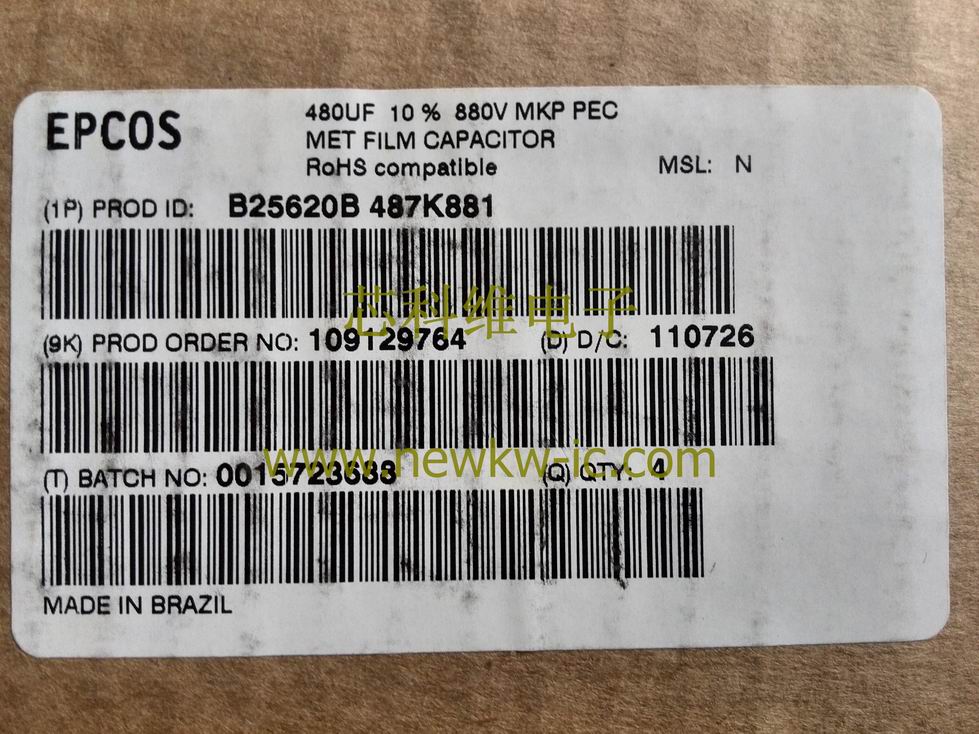 EPCOS
480UF 10 % 880V MKP PEC
MET FILM CAPACITOR
RoHS compatible
MSL: N
(1P) PROD ID: B25620B 487K881
芯科维电子
(9K) PROD ORDER NO: 109129764 (D) D/C: 110726
www.newkw-ic.com
(T) BATCH NO: 0015723688 (Q) QTY: 4
MADE IN BRAZIL